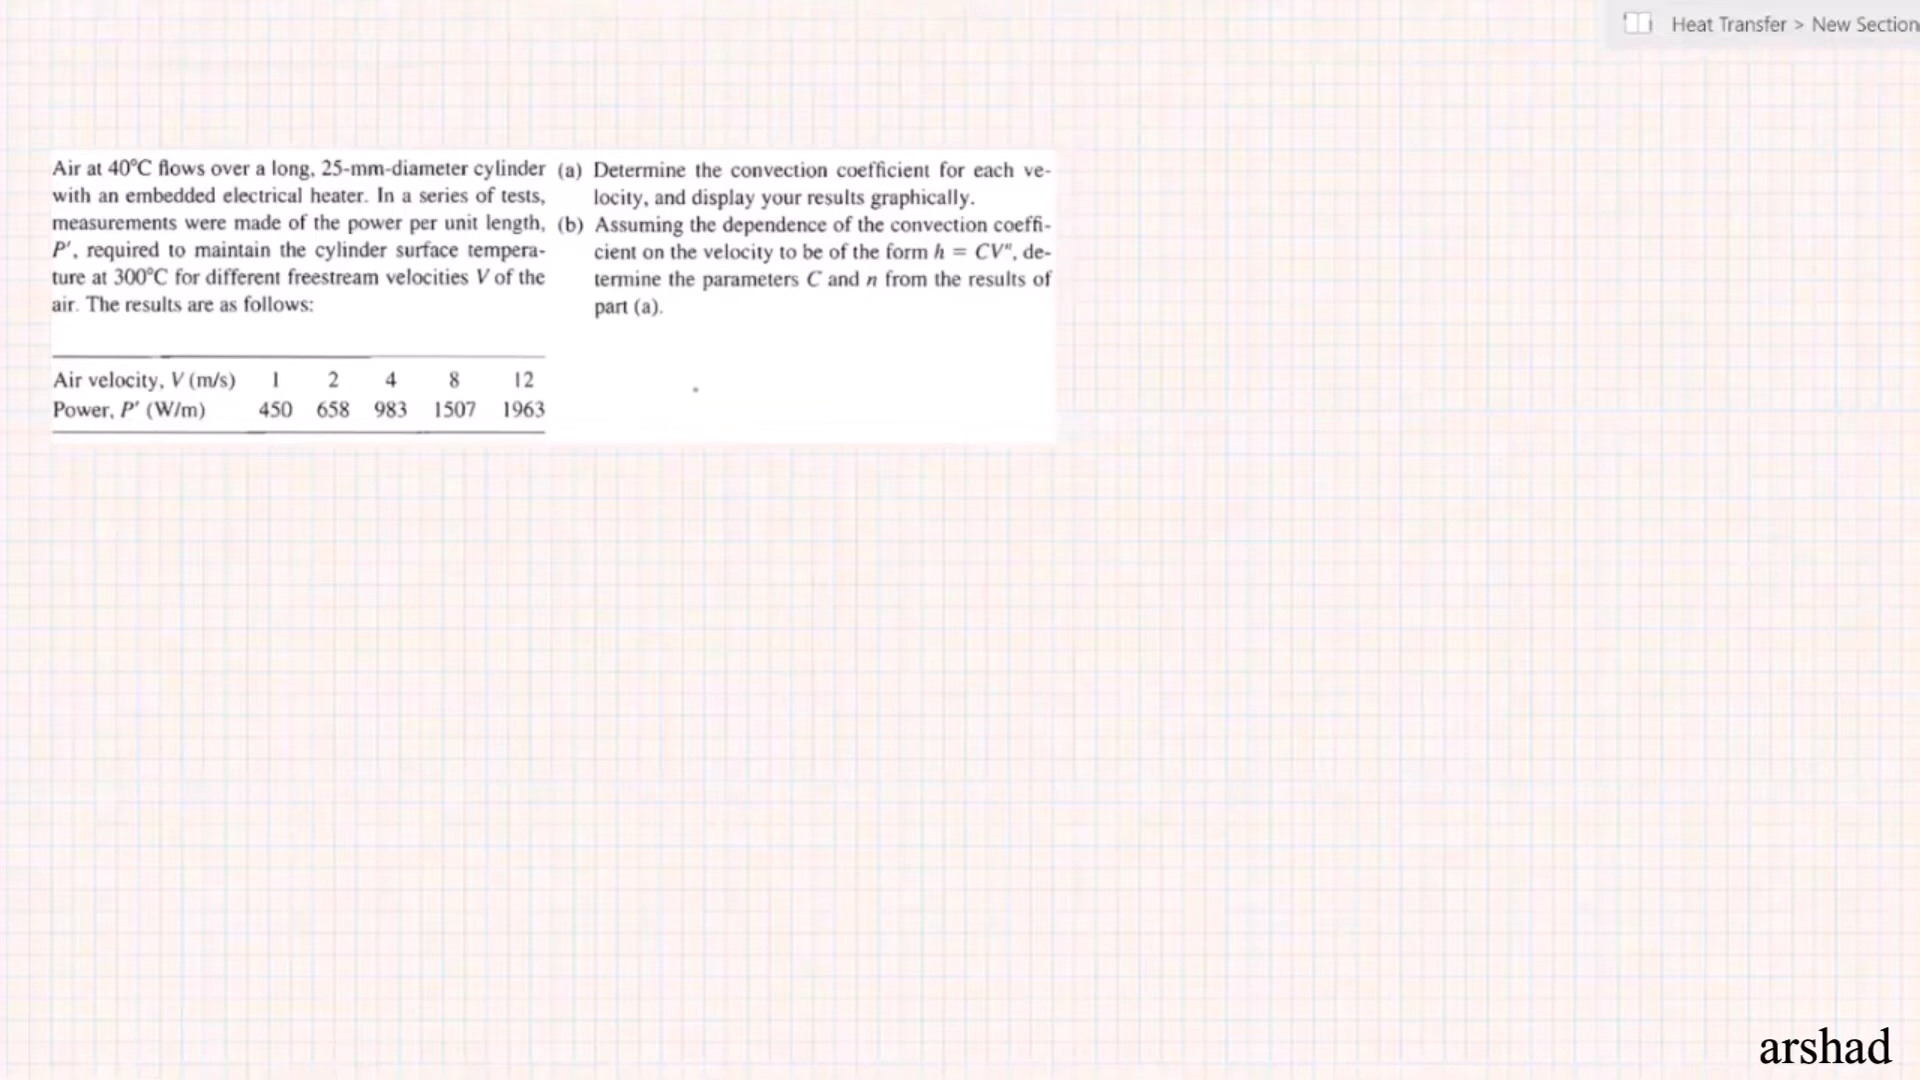 Heat Transfer > New Section
Air at 40°C flows over a long, 25-mm-diameter cylinder
with an embedded electrical heater. In a series of tests,
measurements were made of the power per unit length,
P′, required to maintain the cylinder surface tempera-
ture at 300°C for different freestream velocities V of the
air. The results are as follows:
Air velocity, V (m/s) 1 2 4 8 12
Power, P′ (W/m) 450 658 983 1507 1963
(a) Determine the convection coefficient for each ve-
locity, and display your results graphically.
(b) Assuming the dependence of the convection coeffi-
cient on the velocity to be of the form h = CVⁿ, de-
termine the parameters C and n from the results of
part (a).
arshad